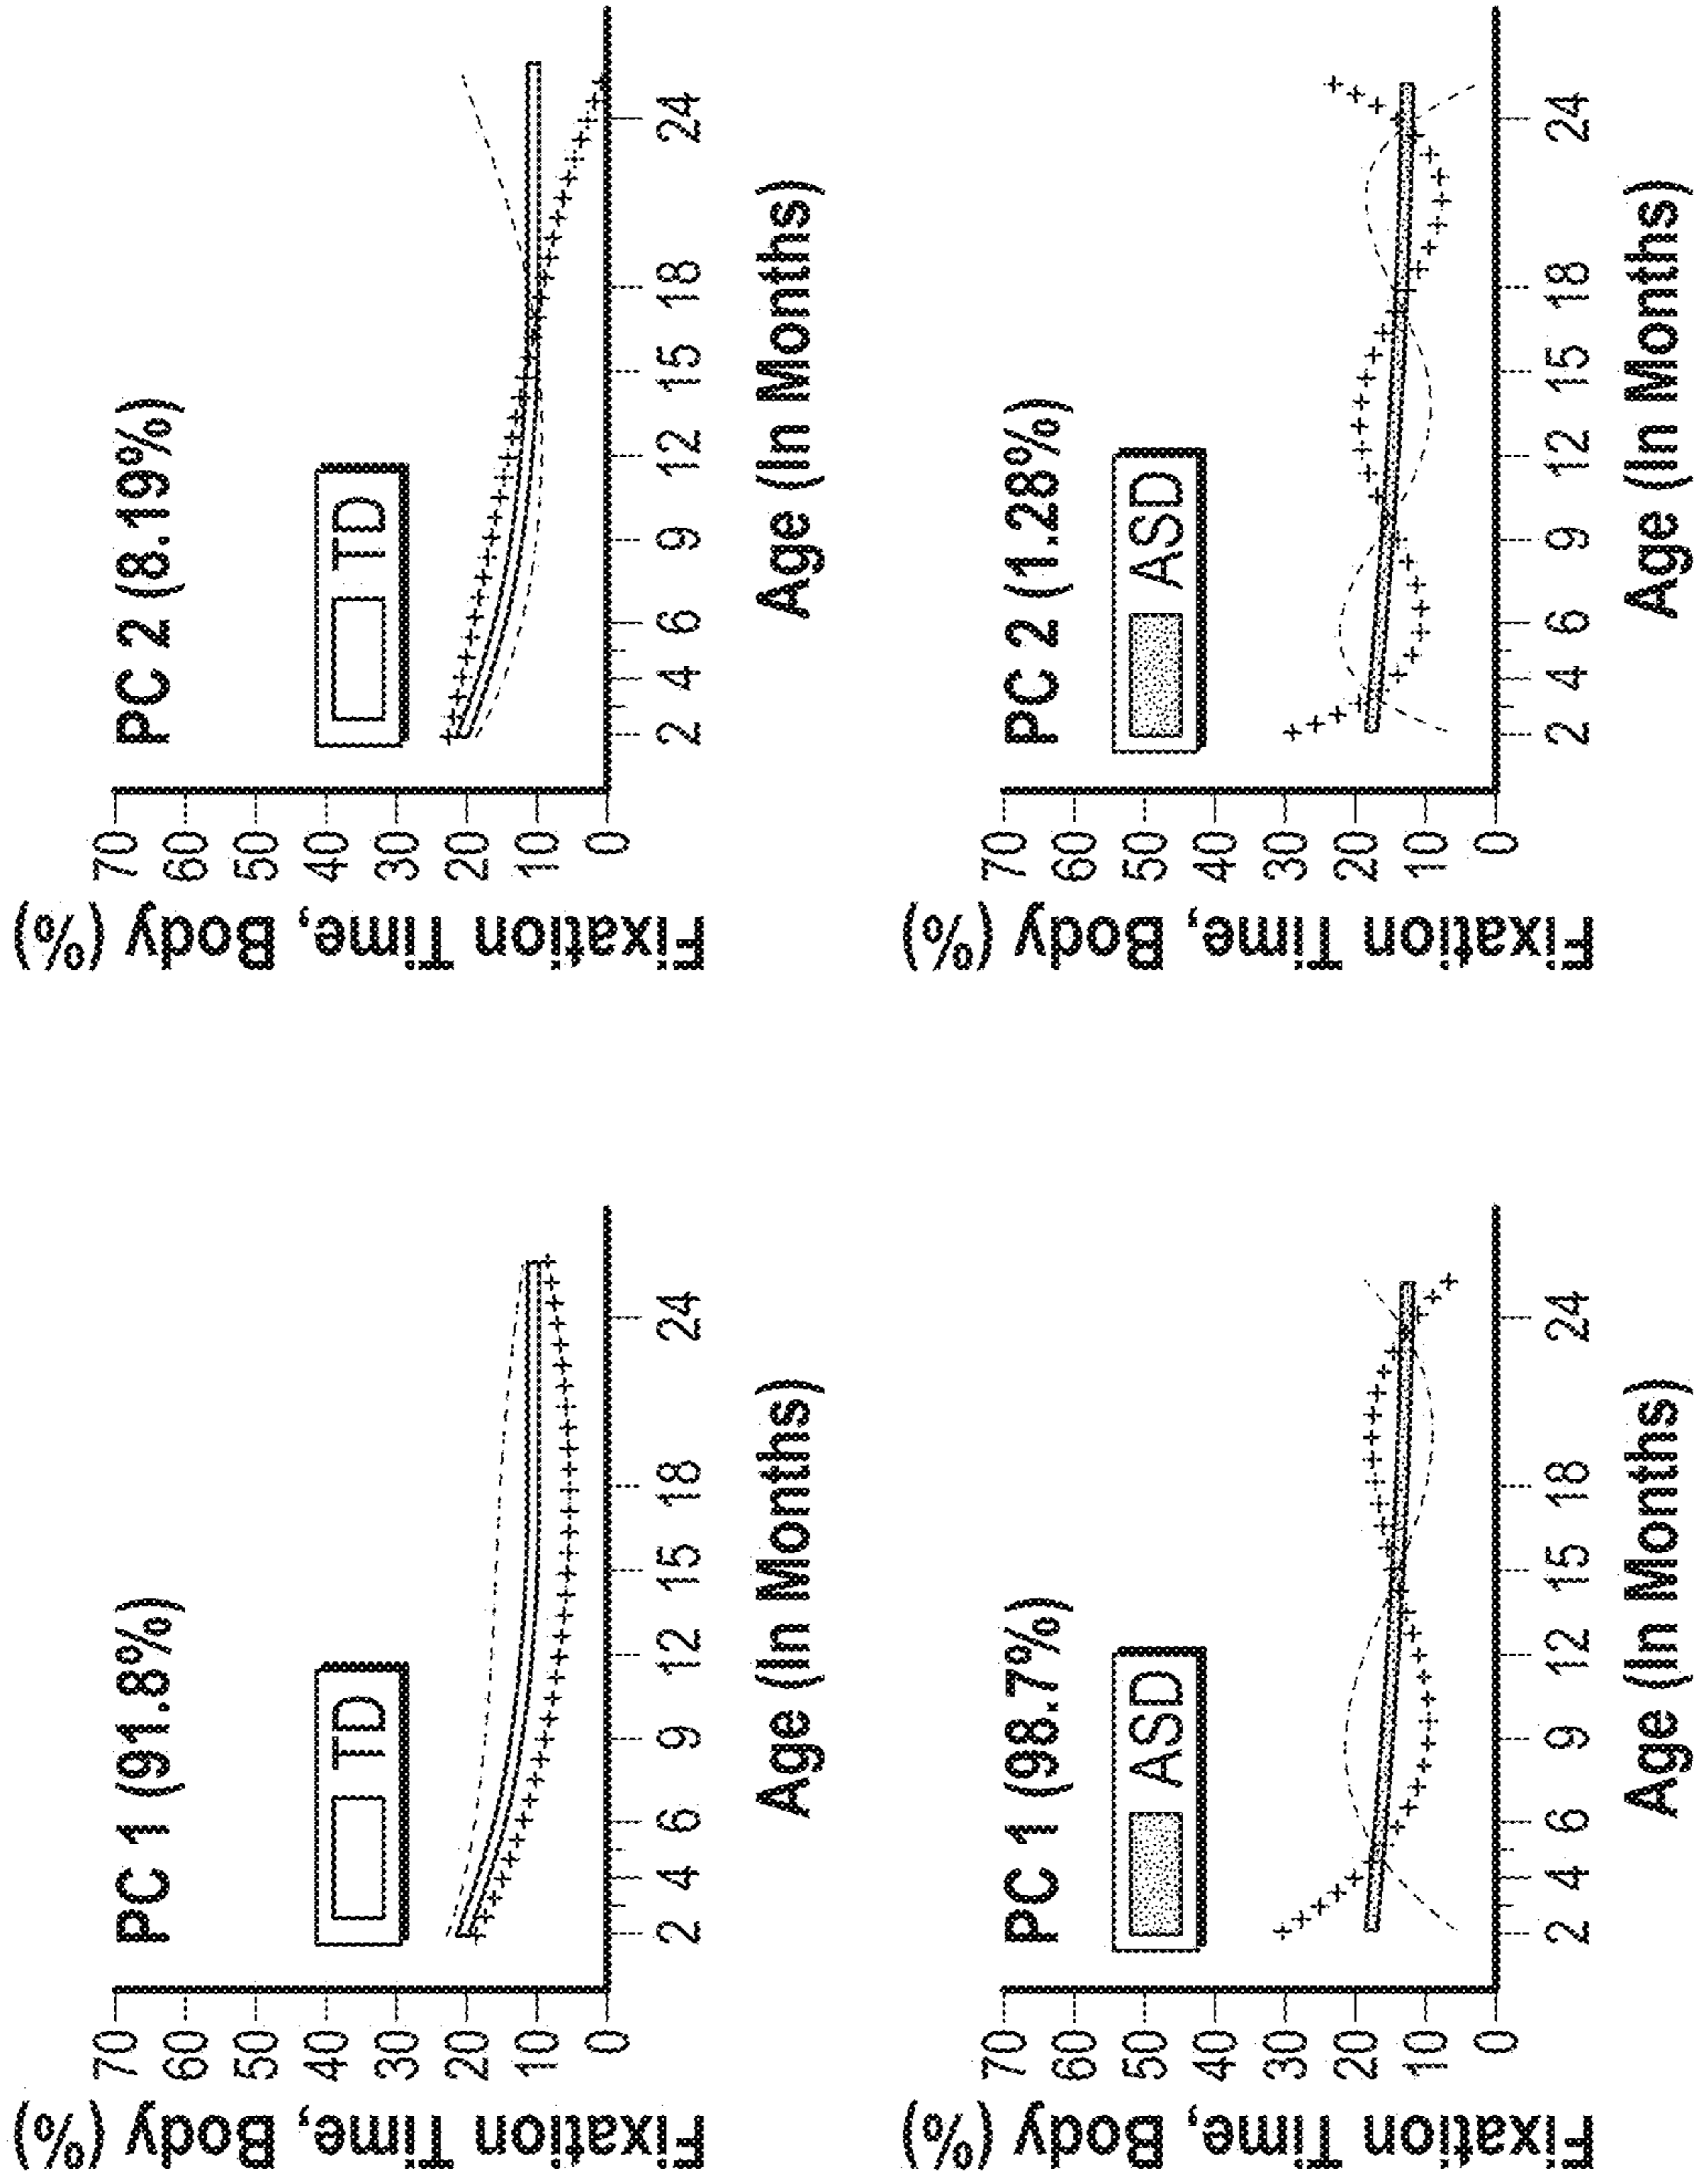 PC 1 (91.8%)
Fixation Time, Body (%)
70
60
50
40
30
20
10
0
TD
2 4 6 9 12 15 18 24
Age (In Months)
PC 2 (8.19%)
Fixation Time, Body (%)
70
60
50
40
30
20
10
0
TD
2 4 6 9 12 15 18 24
Age (In Months)
PC 1 (98.7%)
Fixation Time, Body (%)
70
60
50
40
30
20
10
0
ASD
2 4 6 9 12 15 18 24
Age (In Months)
PC 2 (1.28%)
Fixation Time, Body (%)
70
60
50
40
30
20
10
0
ASD
2 4 6 9 12 15 18 24
Age (In Months)